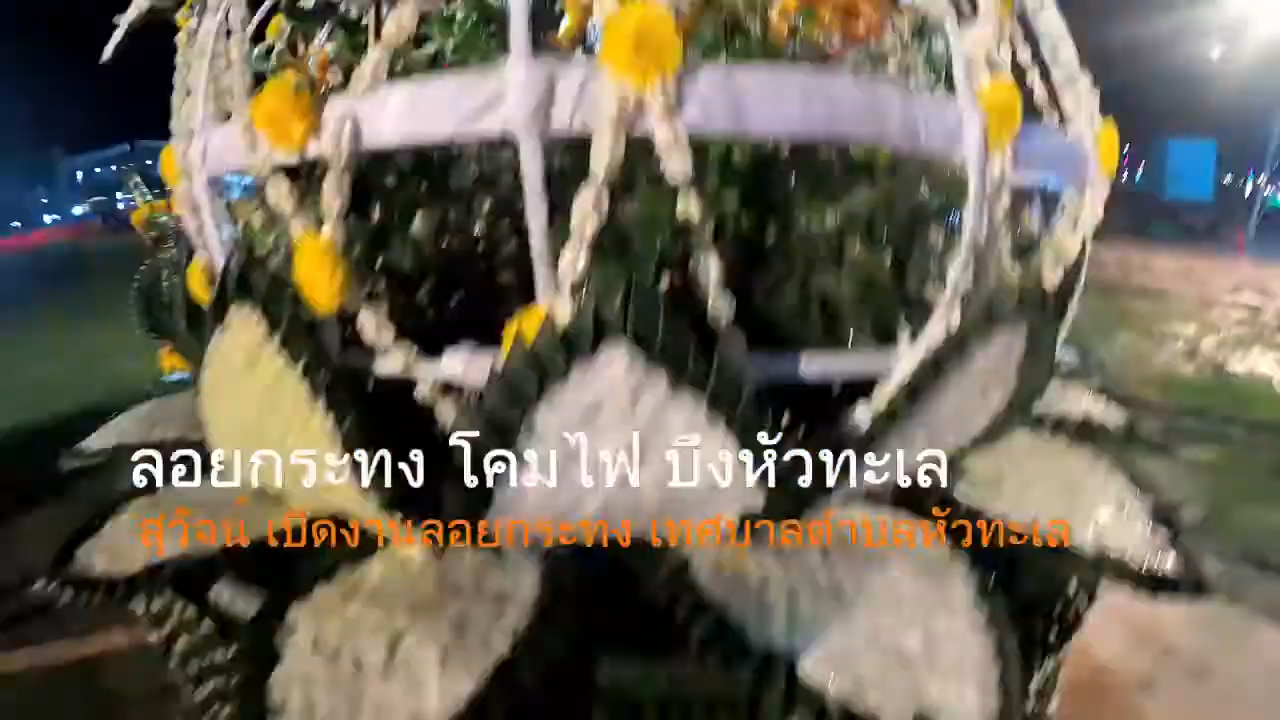 ลอยกระทง โคมไฟ บึงหัวทะเล
สุวัจน์ เปิดงานลอยกระทง เทศบาลตำบลหัวทะเล